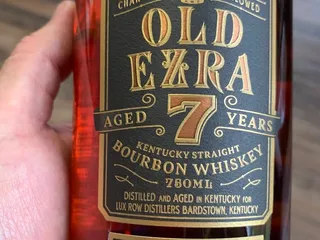 OLD
EZRA
AGED 7 YEARS
KENTUCKY STRAIGHT
BOURBON WHISKEY
750ML
DISTILLED AND AGED IN KENTUCKY FOR
LUX ROW DISTILLERS BARDSTOWN, KENTUCKY